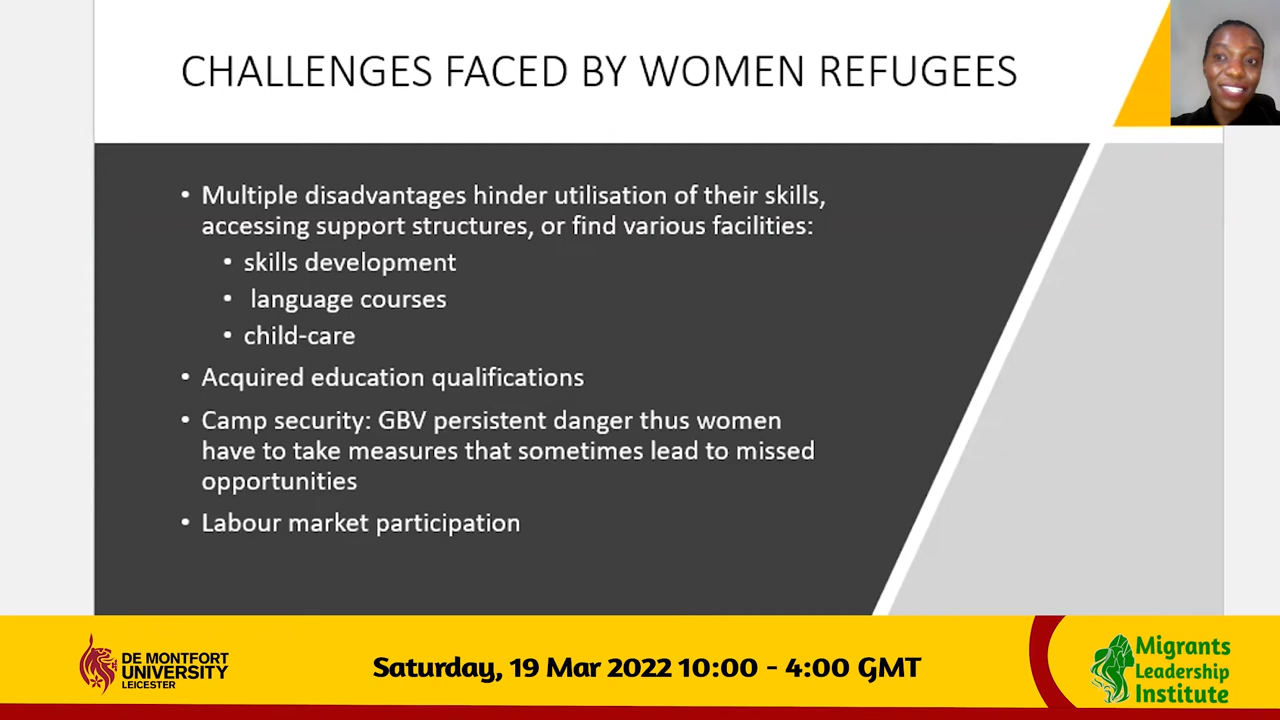 CHALLENGES FACED BY WOMEN REFUGEES
• Multiple disadvantages hinder utilisation of their skills,
accessing support structures, or find various facilities:
• skills development
• language courses
• child-care
• Acquired education qualifications
• Camp security: GBV persistent danger thus women
have to take measures that sometimes lead to missed
opportunities
• Labour market participation
DE MONTFORT
UNIVERSITY
LEICESTER
Saturday, 19 Mar 2022 10:00 - 4:00 GMT
Migrants
Leadership
Institute